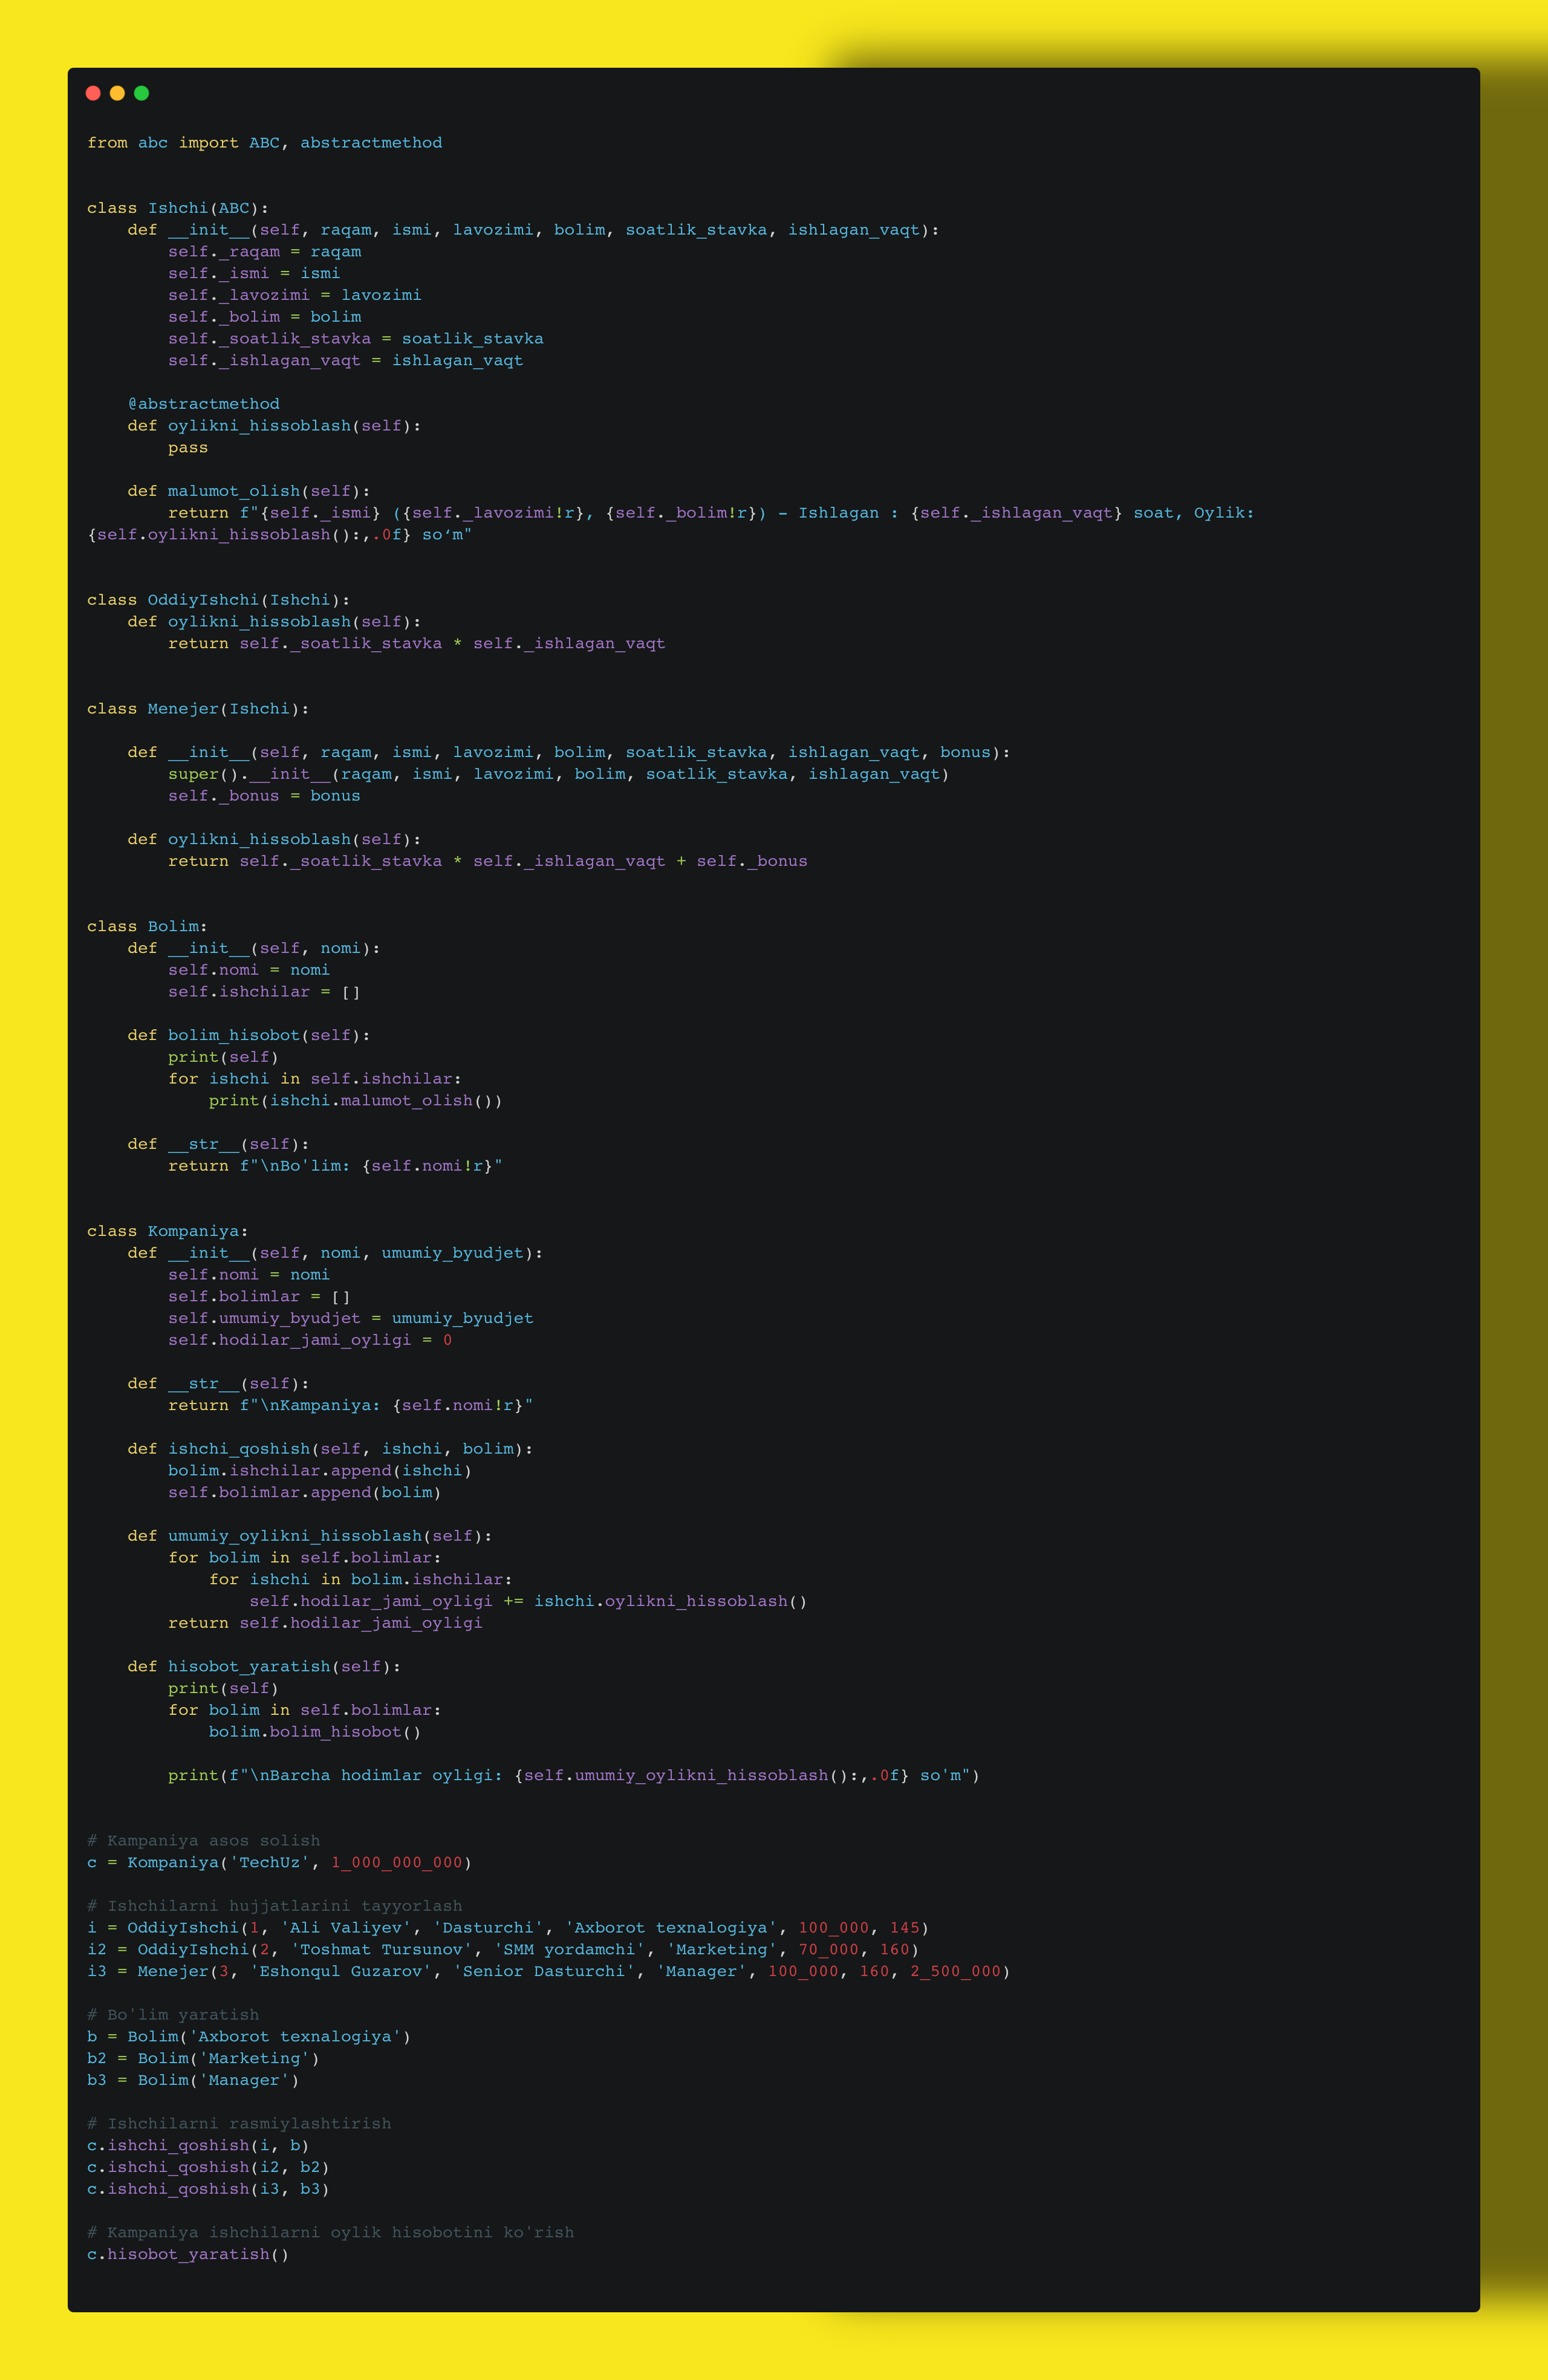 from abc import ABC, abstractmethod
class Ishchi(ABC):
    def __init__(self, raqam, ismi, lavozimi, bolim, soatlik_stavka, ishlagan_vaqt):
        self._raqam = raqam
        self._ismi = ismi
        self._lavozimi = lavozimi
        self._bolim = bolim
        self._soatlik_stavka = soatlik_stavka
        self._ishlagan_vaqt = ishlagan_vaqt
    @abstractmethod
    def oylikni_hissoblash(self):
        pass
    def malumot_olish(self):
        return f"{self._ismi} ({self._lavozimi!r}, {self._bolim!r}) - Ishlagan : {self._ishlagan_vaqt} soat, Oylik:
{self.oylikni_hissoblash():,.0f} so‘m"
class OddiyIshchi(Ishchi):
    def oylikni_hissoblash(self):
        return self._soatlik_stavka * self._ishlagan_vaqt
class Menejer(Ishchi):
    def __init__(self, raqam, ismi, lavozimi, bolim, soatlik_stavka, ishlagan_vaqt, bonus):
        super().__init__(raqam, ismi, lavozimi, bolim, soatlik_stavka, ishlagan_vaqt)
        self._bonus = bonus
    def oylikni_hissoblash(self):
        return self._soatlik_stavka * self._ishlagan_vaqt + self._bonus
class Bolim:
    def __init__(self, nomi):
        self.nomi = nomi
        self.ishchilar = []
    def bolim_hisobot(self):
        print(self)
        for ishchi in self.ishchilar:
            print(ishchi.malumot_olish())
    def __str__(self):
        return f"\nBo'lim: {self.nomi!r}"
class Kompaniya:
    def __init__(self, nomi, umumiy_byudjet):
        self.nomi = nomi
        self.bolimlar = []
        self.umumiy_byudjet = umumiy_byudjet
        self.hodilar_jami_oyligi = 0
    def __str__(self):
        return f"\nKampaniya: {self.nomi!r}"
    def ishchi_qoshish(self, ishchi, bolim):
        bolim.ishchilar.append(ishchi)
        self.bolimlar.append(bolim)
    def umumiy_oylikni_hissoblash(self):
        for bolim in self.bolimlar:
            for ishchi in bolim.ishchilar:
                self.hodilar_jami_oyligi += ishchi.oylikni_hissoblash()
        return self.hodilar_jami_oyligi
    def hisobot_yaratish(self):
        print(self)
        for bolim in self.bolimlar:
            bolim.bolim_hisobot()
        print(f"\nBarcha hodimlar oyligi: {self.umumiy_oylikni_hissoblash():,.0f} so'm")
# Kampaniya asos solish
c = Kompaniya('TechUz', 1_000_000_000)
# Ishchilarni hujjatlarini tayyorlash
i = OddiyIshchi(1, 'Ali Valiyev', 'Dasturchi', 'Axborot texnalogiya', 100_000, 145)
i2 = OddiyIshchi(2, 'Toshmat Tursunov', 'SMM yordamchi', 'Marketing', 70_000, 160)
i3 = Menejer(3, 'Eshonqul Guzarov', 'Senior Dasturchi', 'Manager', 100_000, 160, 2_500_000)
# Bo'lim yaratish
b = Bolim('Axborot texnalogiya')
b2 = Bolim('Marketing')
b3 = Bolim('Manager')
# Ishchilarni rasmiylashtirish
c.ishchi_qoshish(i, b)
c.ishchi_qoshish(i2, b2)
c.ishchi_qoshish(i3, b3)
# Kampaniya ishchilarni oylik hisobotini ko'rish
c.hisobot_yaratish()